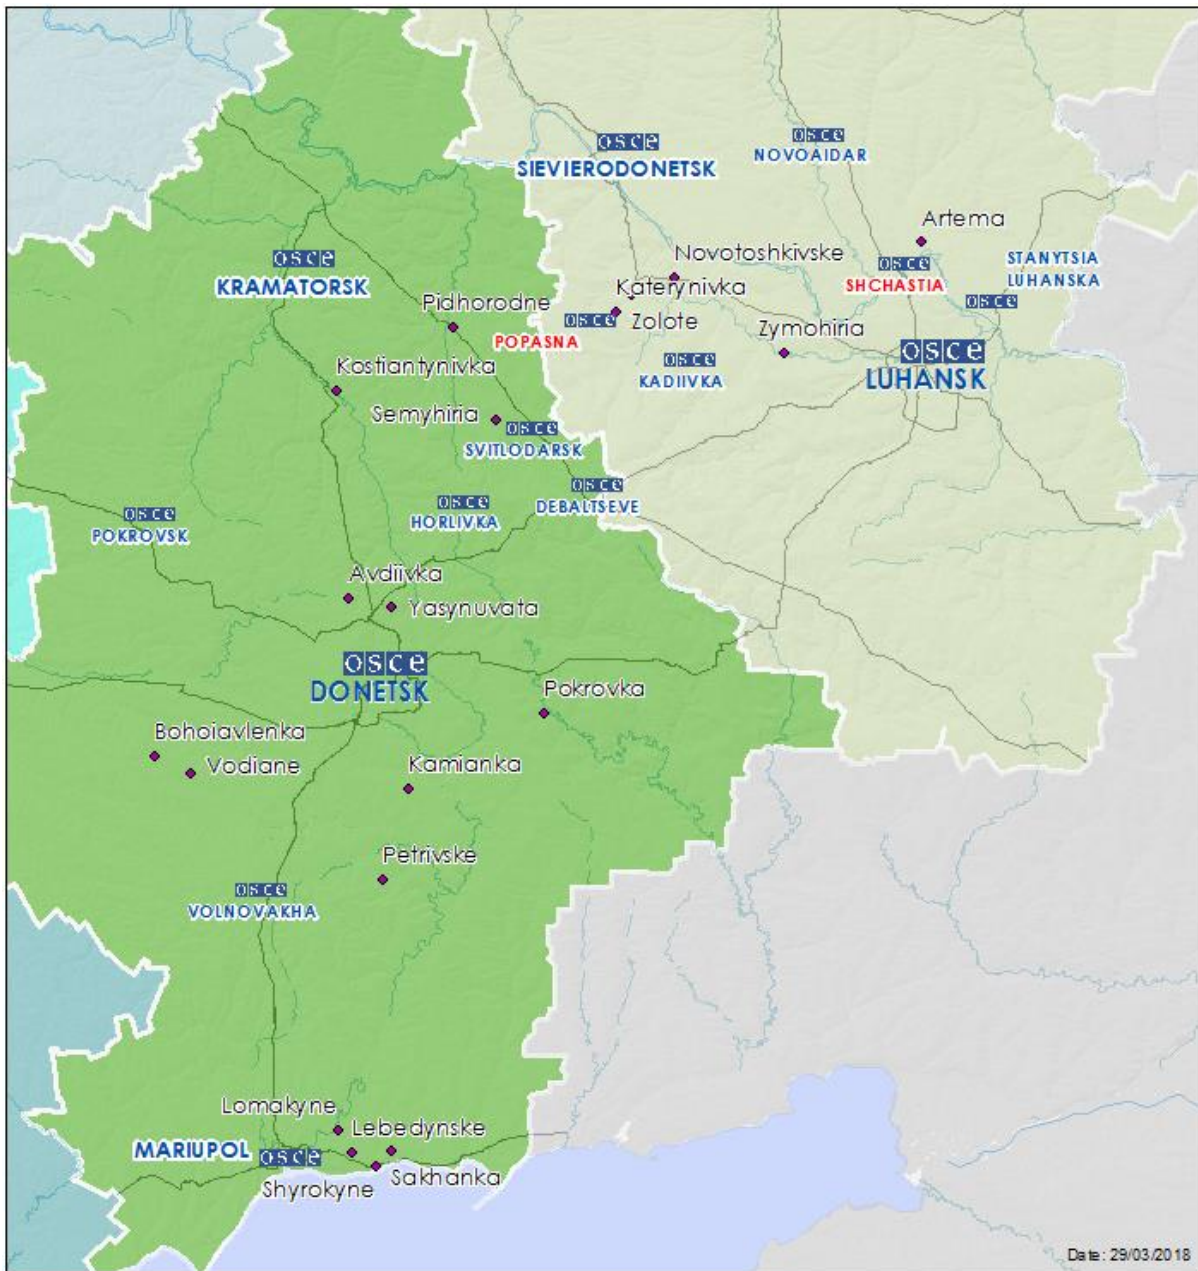 osce
SIEVIERODONETSK
osce
NOVOAIDAR
Artema
osce
KRAMATORSK
Novotoshkivske
osce
SHCHASTIA
STANYTSIA
LUHANSKA
osce
Katerynivka
Pidhorodne
osce
POPASNA
Zolote
Zymohiria
osce
LUHANSK
osce
KADIIVKA
Kostiantynivka
Semyhiria
osce
SVITLODARSK
osce
DEBALTSEVE
osce
HORLIVKA
osce
POKROVSK
Avdiivka
Yasynuvata
osce
DONETSK
Pokrovka
Bohoiavlenka
Vodiane
Kamianka
Petrivske
osce
VOLNOVAKHA
Lomakyne
Lebedynske
MARIUPOL
osce
Sakhanka
Shyrokyne
Date: 29/03/2018